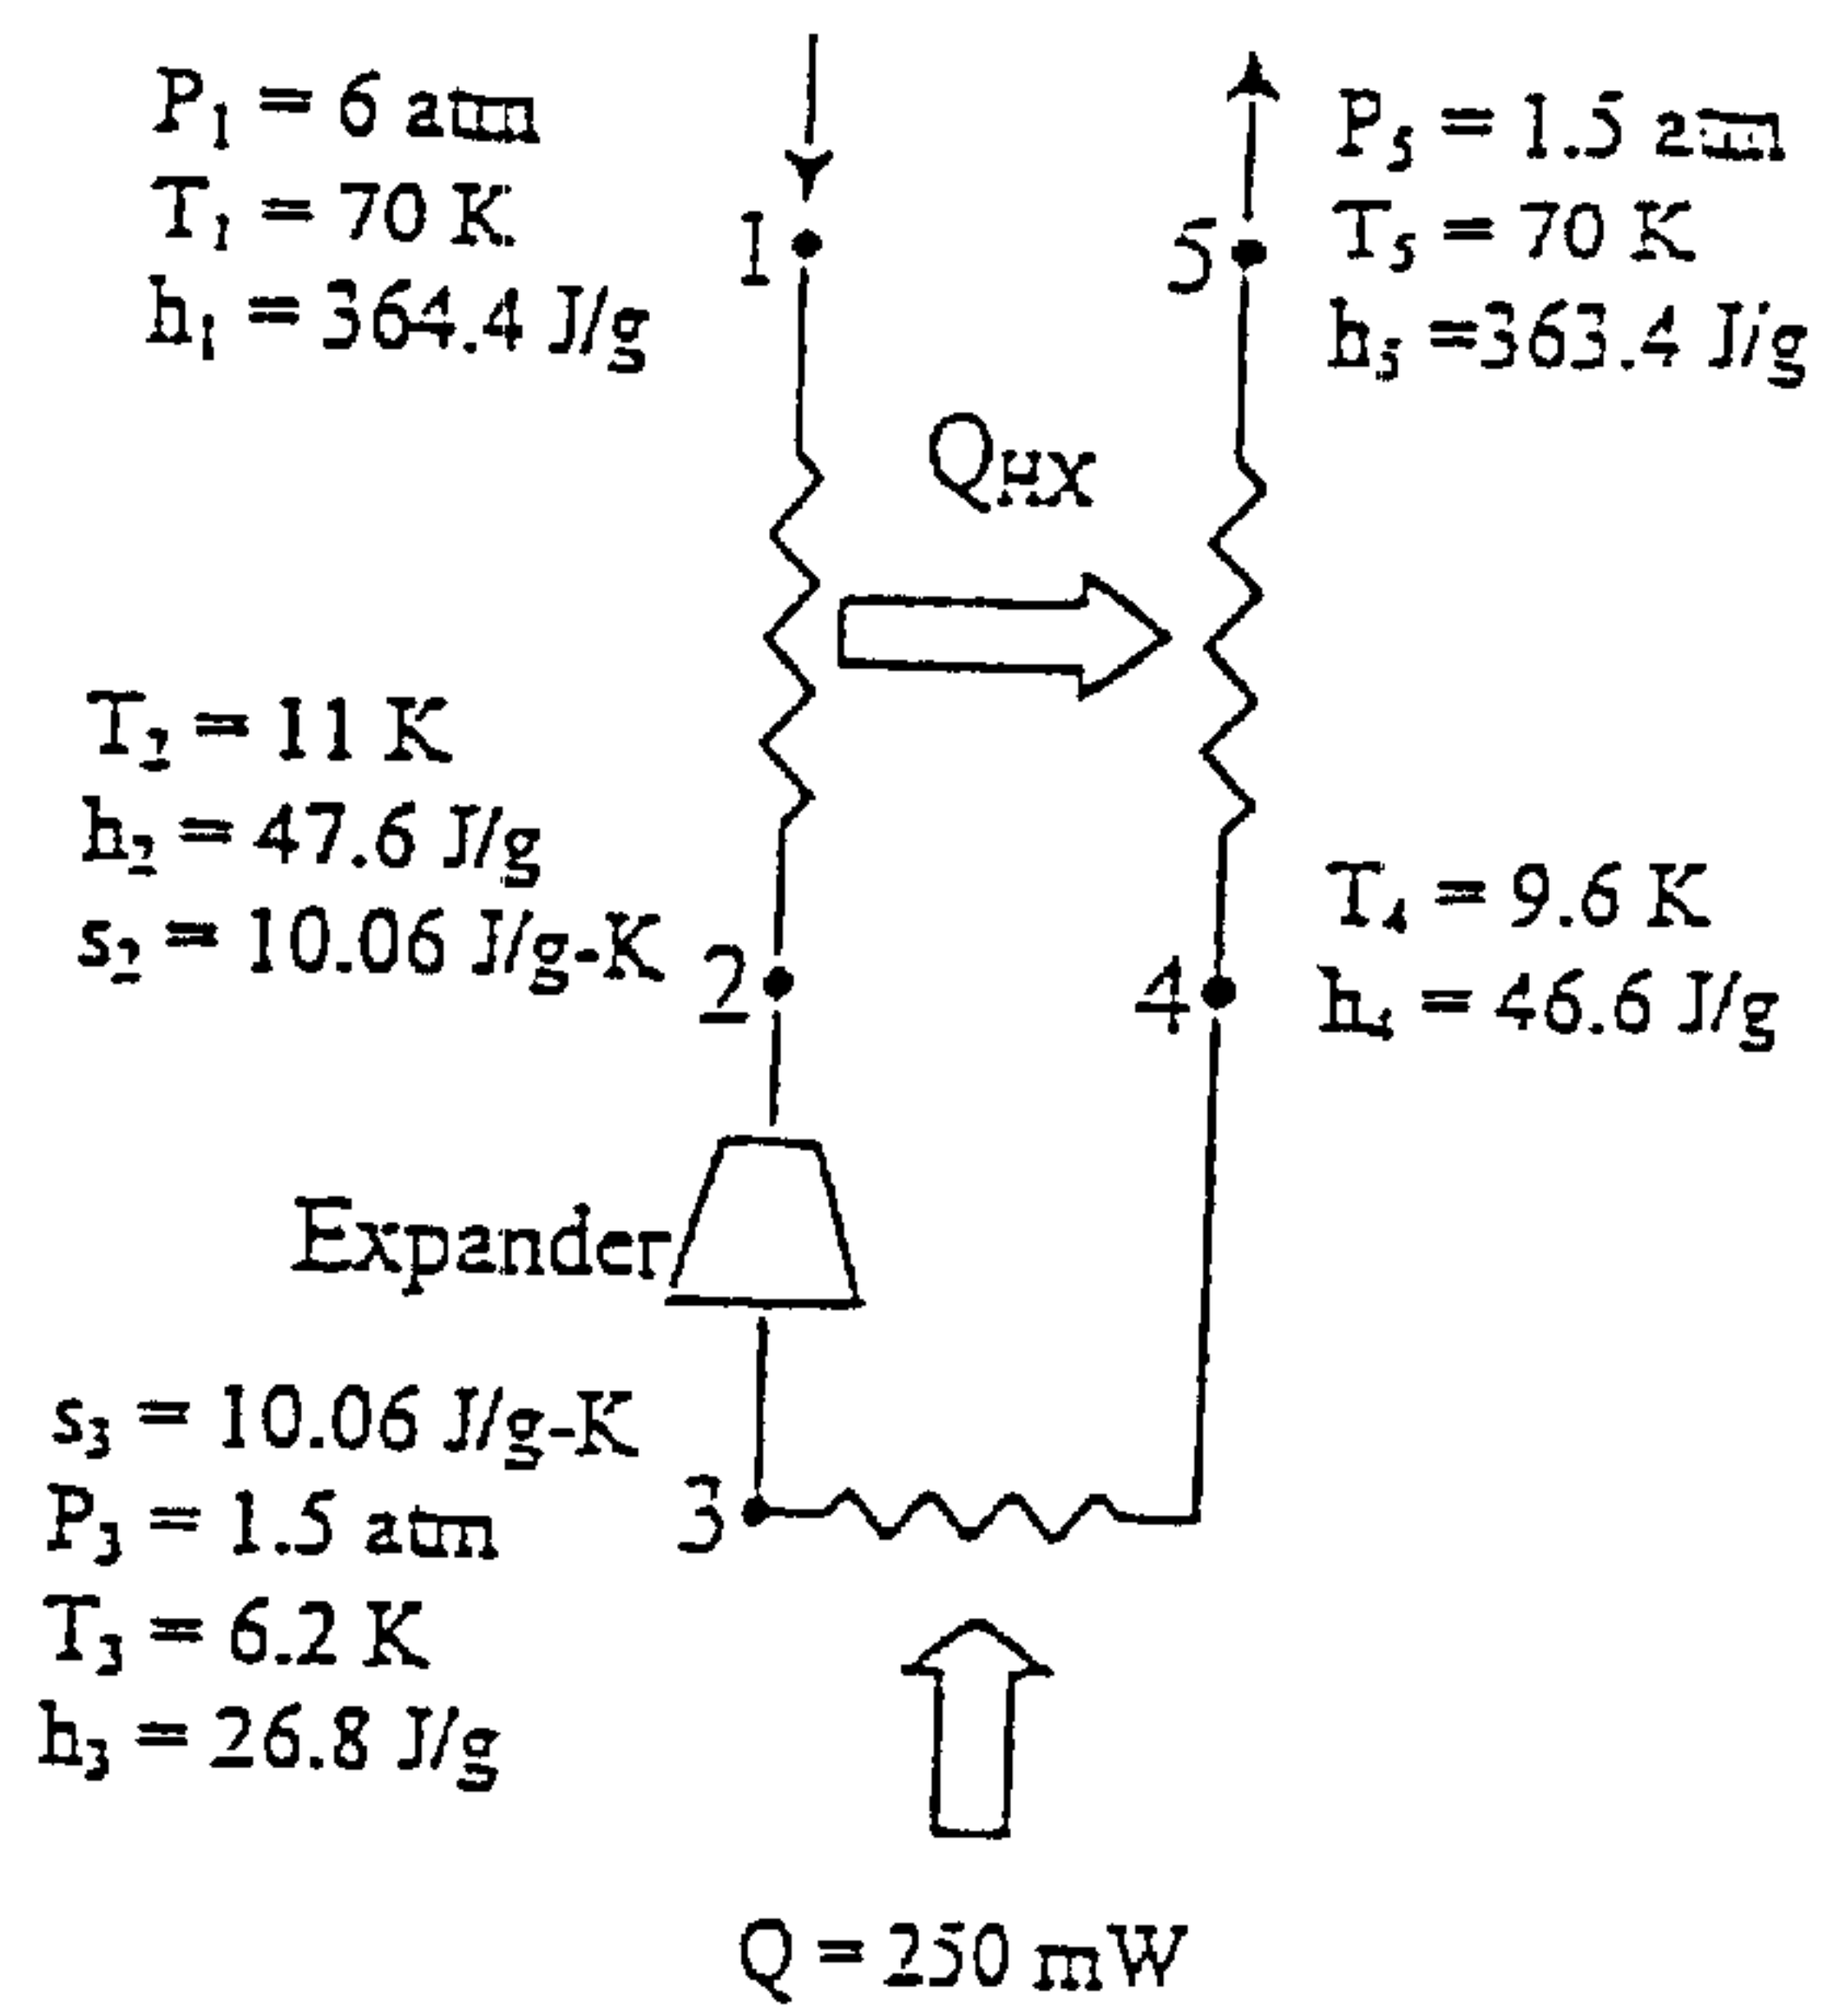 P₁ = 6 atm
T₁ = 70 K
h₁ = 364.4 J/g
1
5
P₅ = 1.5 atm
T₅ = 70 K
h₅ =363.4 J/g
Q_HX
T₂ = 11 K
h₂ = 47.6 J/g
s₂ = 10.06 J/g-K
2
4
T₄ = 9.6 K
h₄ = 46.6 J/g
Expander
s₃ = 10.06 J/g-K
P₃ = 1.5 atm
T₃ = 6.2 K
h₃ = 26.8 J/g
3
Q = 250 mW